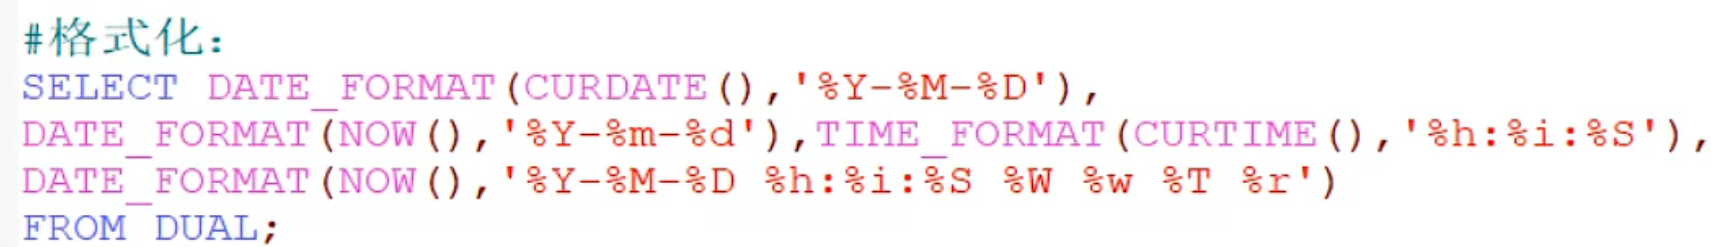 #格式化：
SELECT DATE_FORMAT(CURDATE(),'%Y-%M-%D'),
DATE_FORMAT(NOW(),'%Y-%m-%d'),TIME_FORMAT(CURTIME(),'%h:%i:%S'),
DATE_FORMAT(NOW(),'%Y-%M-%D %h:%i:%S %W %w %T %r')
FROM DUAL;